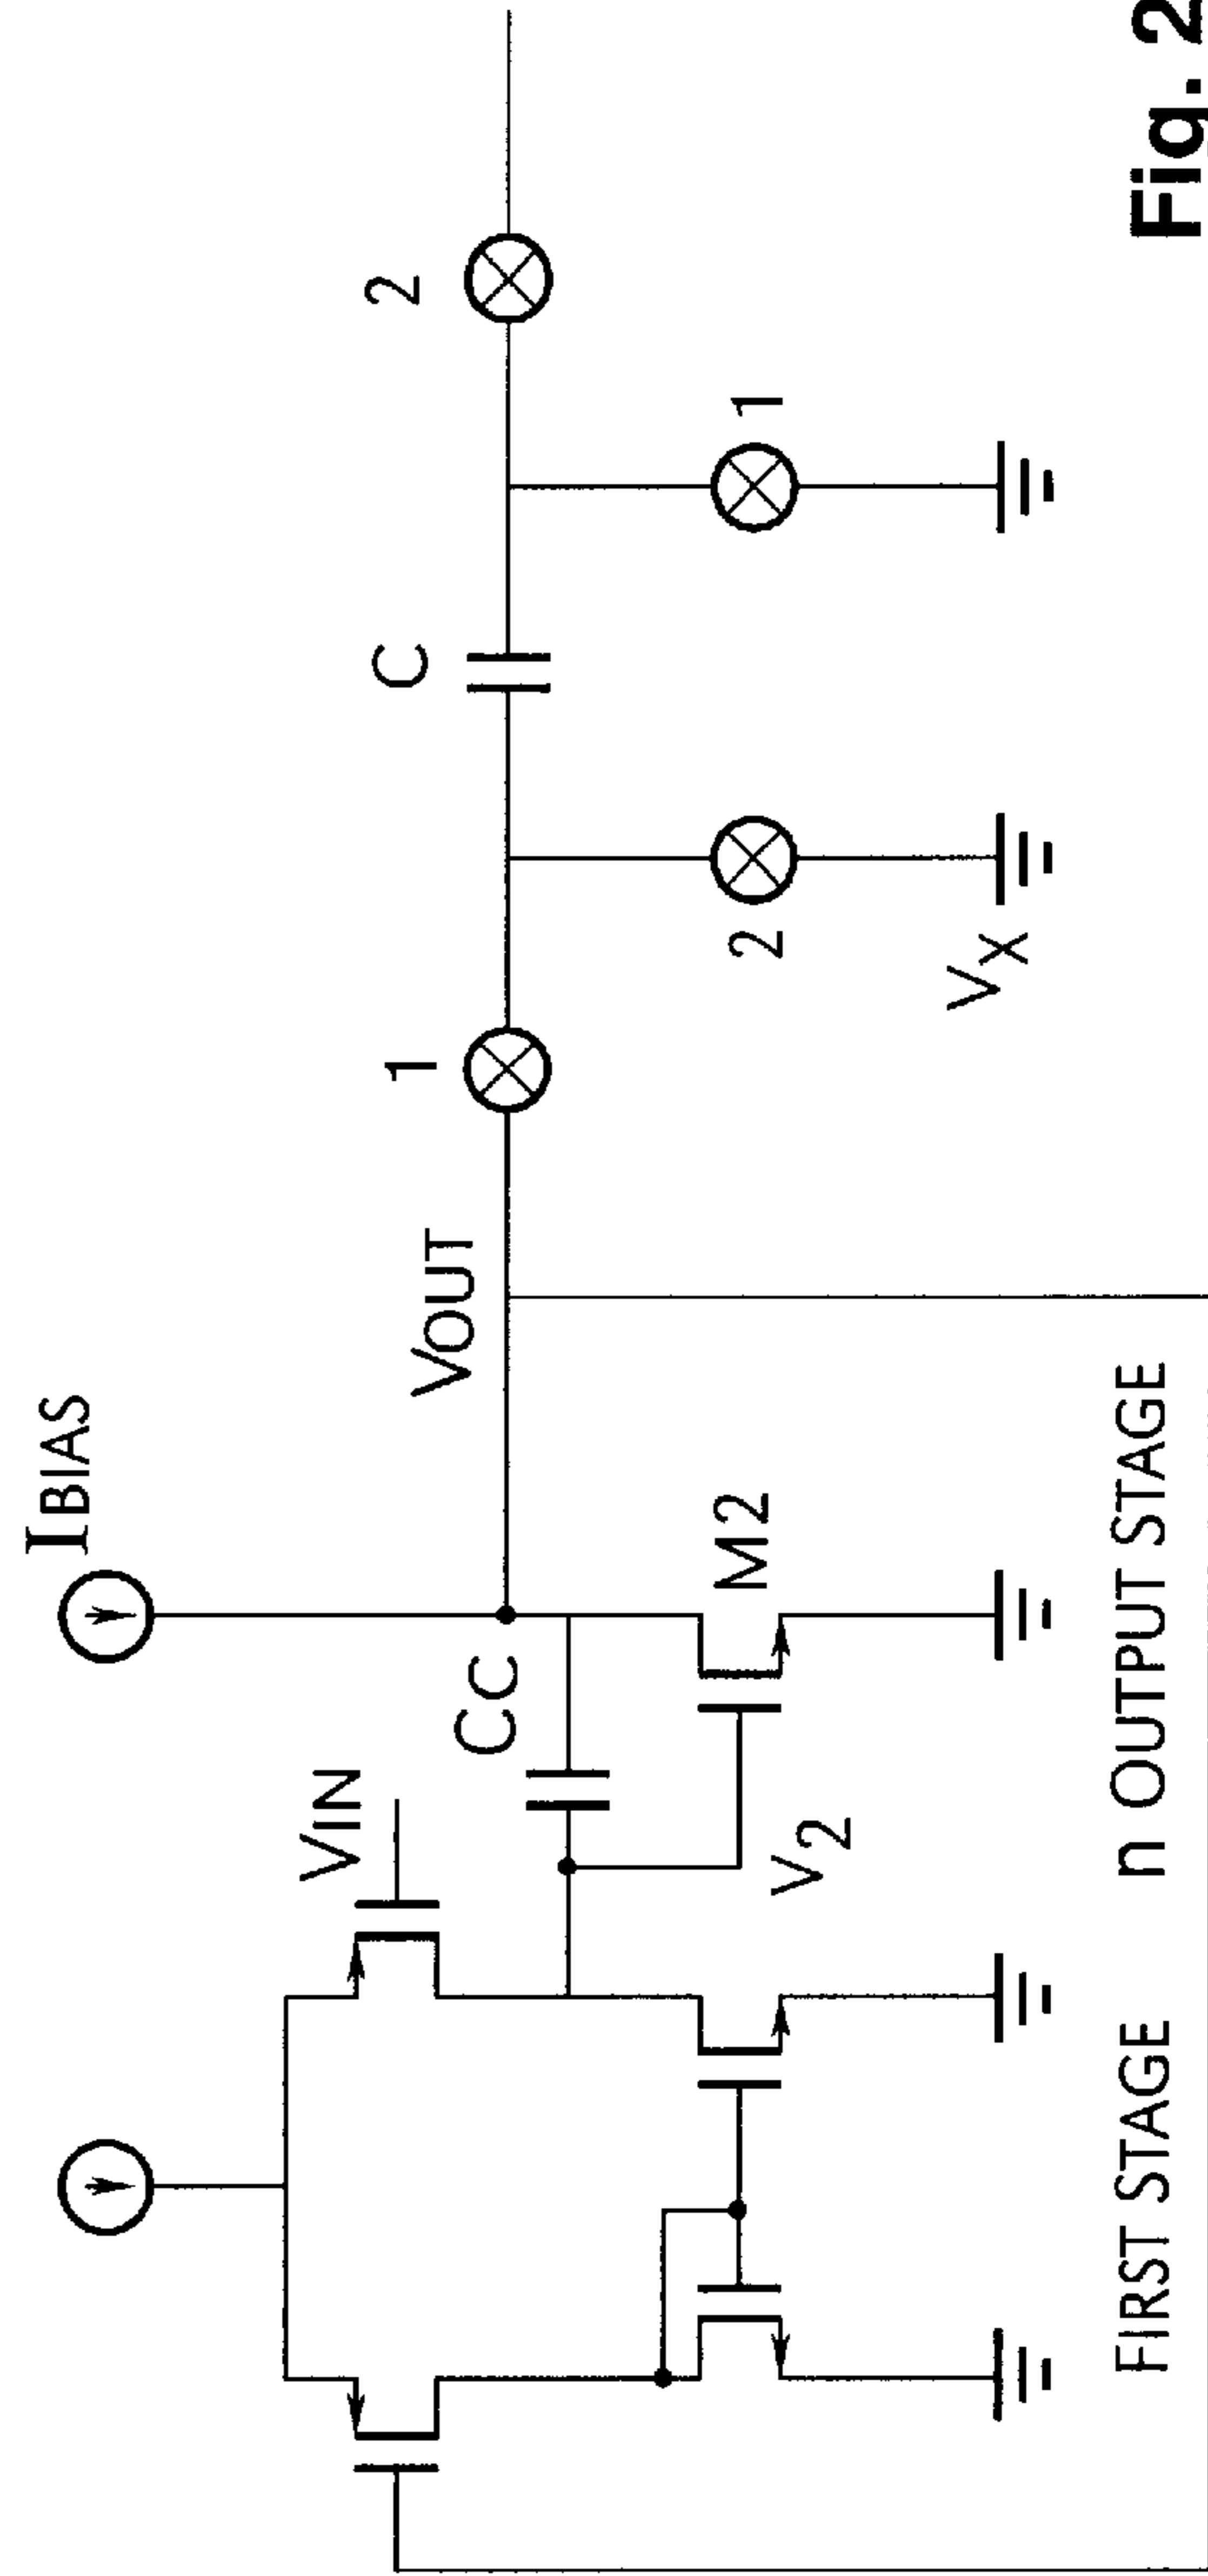 IBIAS
VIN
CC
VOUT
1
C
2
2
1
M2
V2
VX
FIRST STAGE
n OUTPUT STAGE
Fig. 2